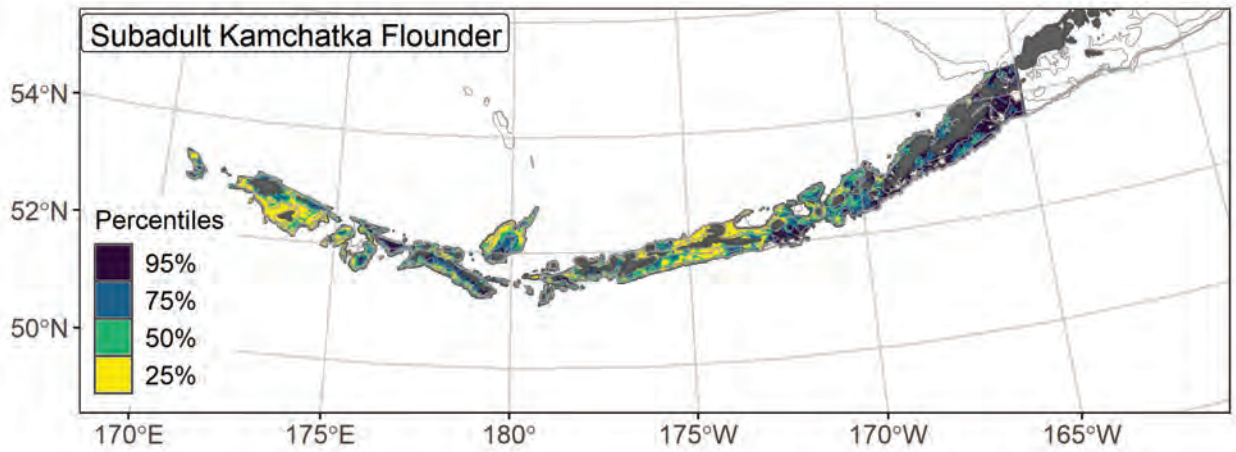 Subadult Kamchatka Flounder
54°N
52°N
50°N
Percentiles
95%
75%
50%
25%
170°E
175°E
180°
175°W
170°W
165°W